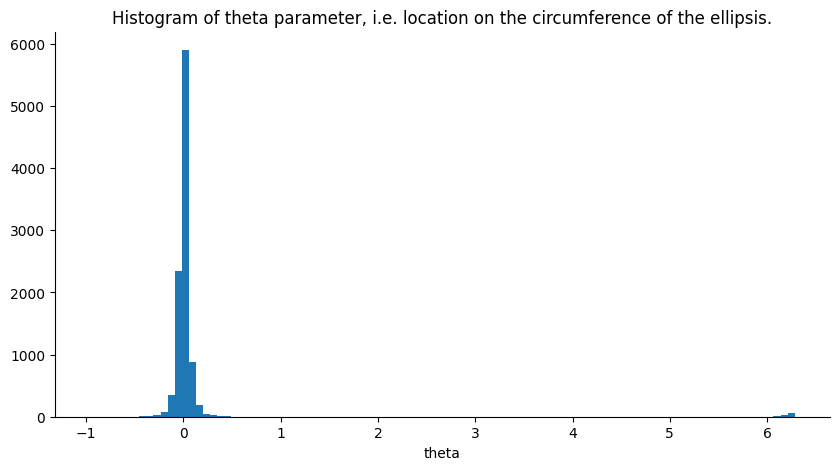 Histogram of theta parameter, i.e. location on the circumference of the ellipsis.
6000
5000
4000
3000
2000
1000
0
−1 0 1 2 3 4 5 6
theta